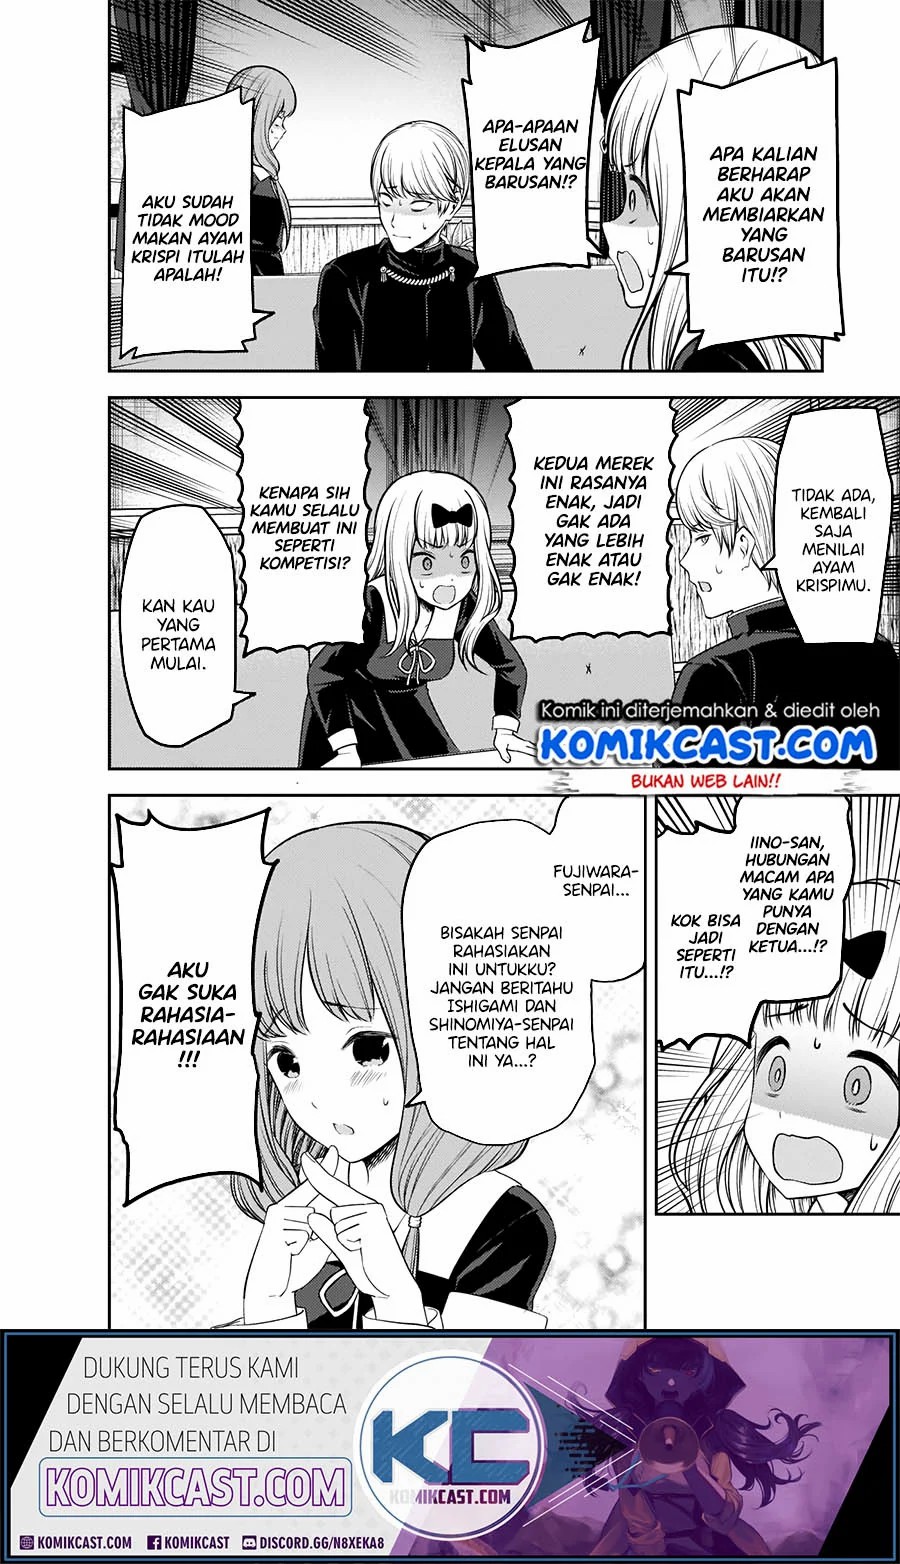 APA KALIAN
BERHARAP
AKU AKAN
MEMBIARKAN
YANG
BARUSAN
ITU!?
APA-APAAN
ELUSAN
KEPALA YANG
BARUSAN!?
AKU SUDAH
TIDAK MOOD
MAKAN AYAM
KRISPI ITULAH
APALAH!
TIDAK ADA,
KEMBALI
SAJA
MENILAI
AYAM
KRISPIMU.
KEDUA MEREK
INI RASANYA
ENAK, JADI
GAK ADA
YANG LEBIH
ENAK ATAU
GAK ENAK!
KENAPA SIH
KAMU SELALU
MEMBUAT INI
SEPERTI
KOMPETISI?
KAN KAU
YANG
PERTAMA
MULAI.
Komik ini diterjemahkan & diedit oleh
KOMIKCAST.COM
BUKAN WEB LAIN!!
IINO-SAN,
HUBUNGAN
MACAM APA
YANG KAMU
PUNYA
DENGAN
KETUA...!?
KOK BISA
JADI
SEPERTI
ITU...!?
FUJIWARA-
SENPAI...
BISAKAH SENPAI
RAHASIAKAN
INI UNTUKKU?
JANGAN BERITAHU
ISHIGAMI DAN
SHINOMIYA-SENPAI
TENTANG HAL
INI YA...?
AKU
GAK SUKA
RAHASIA-
RAHASIAAN
!!!
DUKUNG TERUS KAMI
DENGAN SELALU MEMBACA
DAN BERKOMENTAR DI
KOMIKCAST.COM
KC
KOMIKCAST.COM
KOMIKCAST.COM KOMIKCAST.COM DISCORD.GG/N8XEKA8